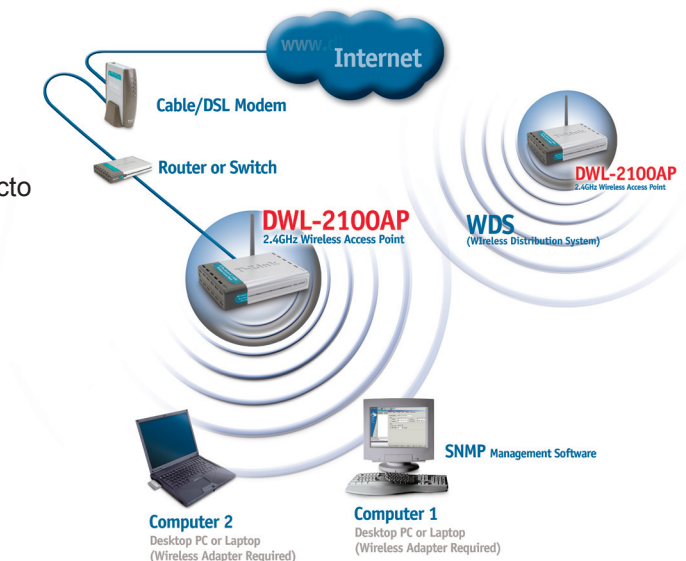 www.d
Internet
Cable/DSL Modem
Router or Switch
cto
DWL-2100AP
2.4GHz Wireless Access Point
DWL-2100AP
2.4GHz Wireless Access Point
WDS
(WIreless Distribution System)
D-Link
SNMP Management Software
Computer 2
Desktop PC or Laptop
(Wireless Adapter Required)
Computer 1
Desktop PC or Laptop
(Wireless Adapter Required)